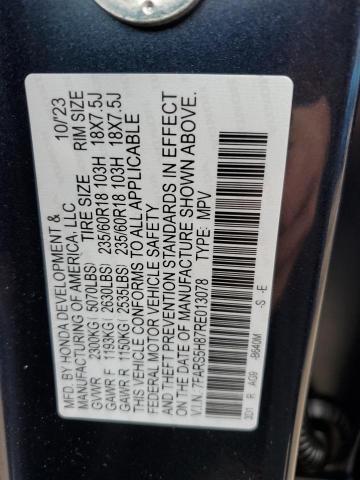 MFD. BY HONDA DEVELOPMENT & 10/23
MANUFACTURING OF AMERICA, LLC
TIRE SIZE RIM SIZE
GVWR 2300KG(5070LBS)
GAWR F 1193KG(2630LBS) 235/60R18 103H 18X7.5J
GAWR R 1150KG(2535LBS) 235/60R18 103H 18X7.5J
THIS VEHICLE CONFORMS TO ALL APPLICABLE
FEDERAL MOTOR VEHICLE SAFETY
AND THEFT PREVENTION STANDARDS IN EFFECT
ON THE DATE OF MANUFACTURE SHOWN ABOVE.
V.I.N. 7FARS5H87RE013078 TYPE: MPV
3D1 R A09 -B640M
-S -E